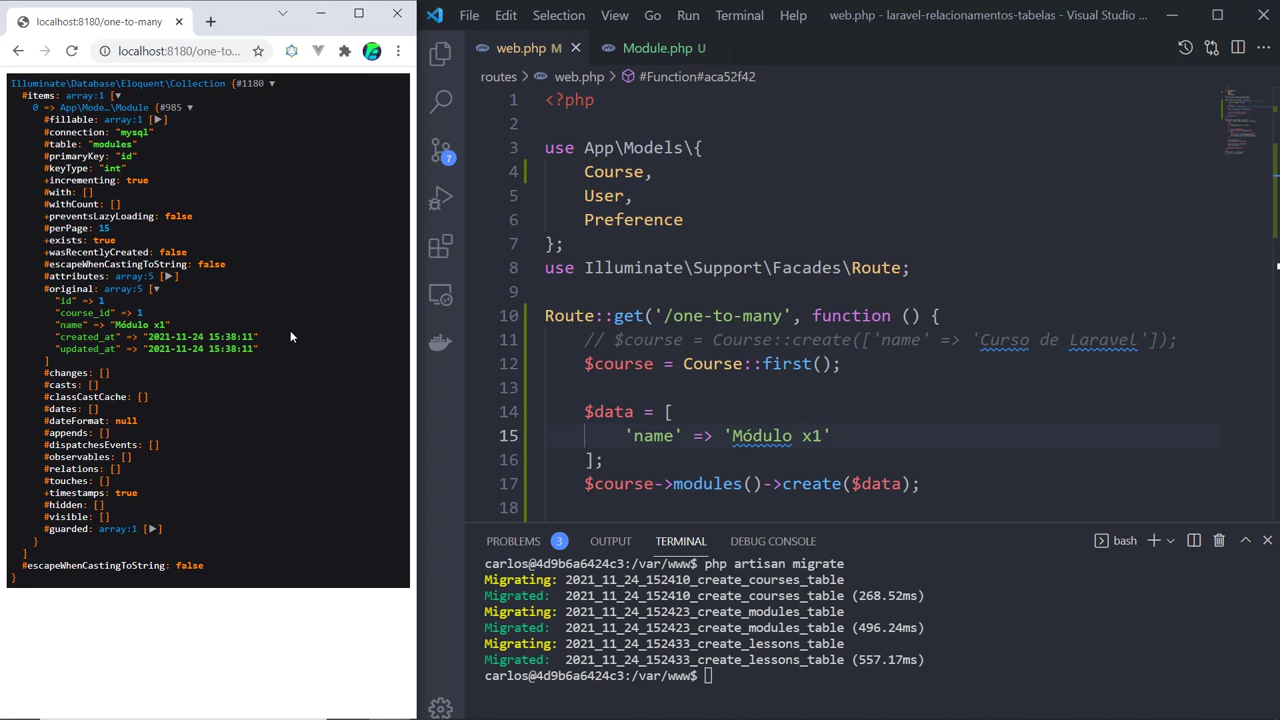 localhost:8180/one-to-many
localhost:8180/one-to...
Illuminate\Database\Eloquent\Collection {#1180 ▼
#items: array:1 [▼
0 => App\Mode…\Module {#985 ▼
#fillable: array:1 [▶]
#connection: "mysql"
#table: "modules"
#primaryKey: "id"
#keyType: "int"
+incrementing: true
#with: []
#withCount: []
+preventsLazyLoading: false
#perPage: 15
+exists: true
+wasRecentlyCreated: false
#escapeWhenCastingToString: false
#attributes: array:5 [▶]
#original: array:5 [▼
"id" => 1
"course_id" => 1
"name" => "Módulo x1"
"created_at" => "2021-11-24 15:38:11"
"updated_at" => "2021-11-24 15:38:11"
]
#changes: []
#casts: []
#classCastCache: []
#dates: []
#dateFormat: null
#appends: []
#dispatchesEvents: []
#observables: []
#relations: []
#touches: []
+timestamps: true
#hidden: []
#visible: []
#guarded: array:1 [▶]
}
]
#escapeWhenCastingToString: false
}
File Edit Selection View Go Run Terminal Help web.php - laravel-relacionamentos-tabelas - Visual Studio ...
web.php M Module.php U
routes > web.php > #Function#aca52f42
7
1 <?php
2
3 use App\Models\{
4 Course,
5 User,
6 Preference
7 };
8 use Illuminate\Support\Facades\Route;
9
10 Route::get('/one-to-many', function () {
11 // $course = Course::create(['name' => 'Curso de Laravel']);
12 $course = Course::first();
13
14 $data = [
15 'name' => 'Módulo x1'
16 ];
17 $course->modules()->create($data);
18
PROBLEMS 3 OUTPUT TERMINAL DEBUG CONSOLE bash
carlos@4d9b6a6424c3:/var/www$ php artisan migrate
Migrating: 2021_11_24_152410_create_courses_table
Migrated: 2021_11_24_152410_create_courses_table (268.52ms)
Migrating: 2021_11_24_152423_create_modules_table
Migrated: 2021_11_24_152423_create_modules_table (496.24ms)
Migrating: 2021_11_24_152433_create_lessons_table
Migrated: 2021_11_24_152433_create_lessons_table (557.17ms)
carlos@4d9b6a6424c3:/var/www$